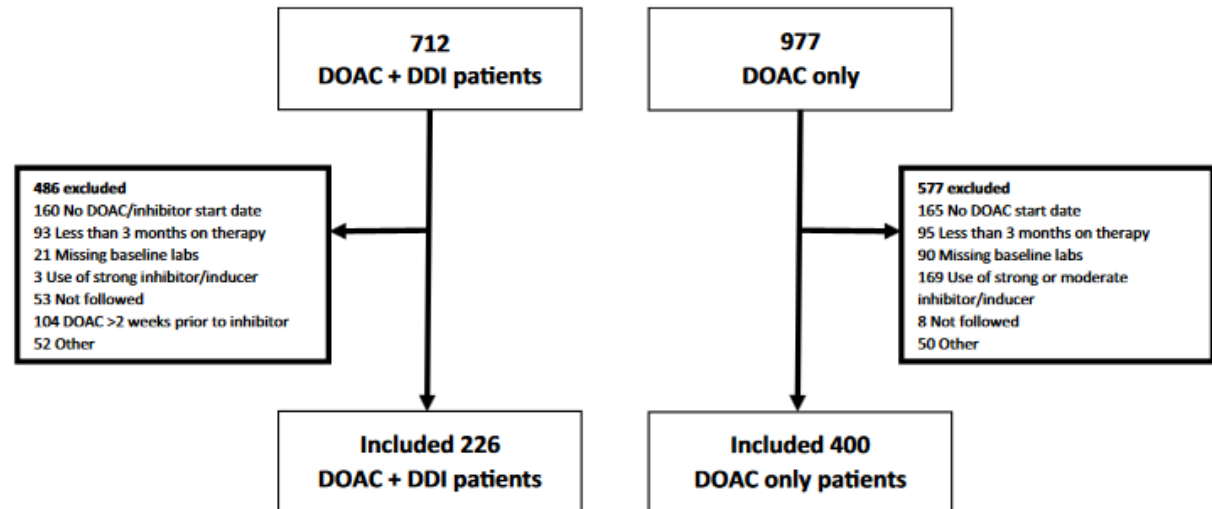 712
DOAC + DDI patients
977
DOAC only
486 excluded
160 No DOAC/inhibitor start date
93 Less than 3 months on therapy
21 Missing baseline labs
3 Use of strong inhibitor/inducer
53 Not followed
104 DOAC >2 weeks prior to inhibitor
52 Other
577 excluded
165 No DOAC start date
95 Less than 3 months on therapy
90 Missing baseline labs
169 Use of strong or moderate
inhibitor/inducer
8 Not followed
50 Other
Included 226
DOAC + DDI patients
Included 400
DOAC only patients